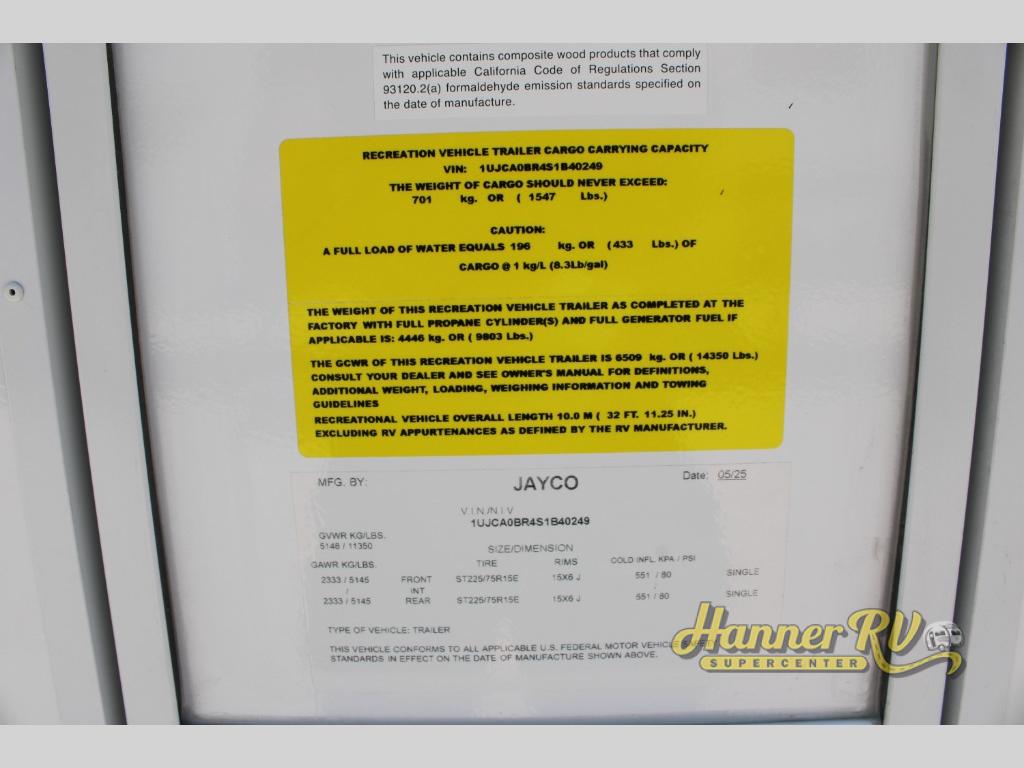 This vehicle contains composite wood products that comply
with applicable California Code of Regulations Section
93120.2(a) formaldehyde emission standards specified on
the date of manufacture.
RECREATION VEHICLE TRAILER CARGO CARRYING CAPACITY
VIN: 1UJCA0BR4S1B40249
THE WEIGHT OF CARGO SHOULD NEVER EXCEED:
701 kg. OR ( 1547 Lbs.)
CAUTION:
A FULL LOAD OF WATER EQUALS 196 kg. OR (433 Lbs.) OF
CARGO @ 1 kg/L (8.3Lb/gal)
THE WEIGHT OF THIS RECREATION VEHICLE TRAILER AS COMPLETED AT THE
FACTORY WITH FULL PROPANE CYLINDER(S) AND FULL GENERATOR FUEL IF
APPLICABLE IS: 4446 kg. OR ( 9803 Lbs.)
THE GCWR OF THIS RECREATION VEHICLE TRAILER IS 6509 kg. OR ( 14350 Lbs.)
CONSULT YOUR DEALER AND SEE OWNER'S MANUAL FOR DEFINITIONS,
ADDITIONAL WEIGHT, LOADING, WEIGHING INFORMATION AND TOWING
GUIDELINES
RECREATIONAL VEHICLE OVERALL LENGTH 10.0 M ( 32 FT. 11.25 IN.)
EXCLUDING RV APPURTENANCES AS DEFINED BY THE RV MANUFACTURER.
MFG. BY: JAYCO Date: 05/25
V.I.N./N.I.V
1UJCA0BR4S1B40249
GVWR KG/LBS.
5148 / 11350
SIZE/DIMENSION
GAWR KG/LBS. TIRE RIMS COLD INFL. KPA / PSI
2333 / 5145 FRONT ST225/75R15E 15X6 J 551 / 80 SINGLE
/ INT
2333 / 5145 REAR ST225/75R15E 15X6 J 551 / 80 SINGLE
TYPE OF VEHICLE: TRAILER
THIS VEHICLE CONFORMS TO ALL APPLICABLE U.S. FEDERAL MOTOR VEHICLE SAFETY
STANDARDS IN EFFECT ON THE DATE OF MANUFACTURE SHOWN ABOVE.
Hanner RV
SUPERCENTER